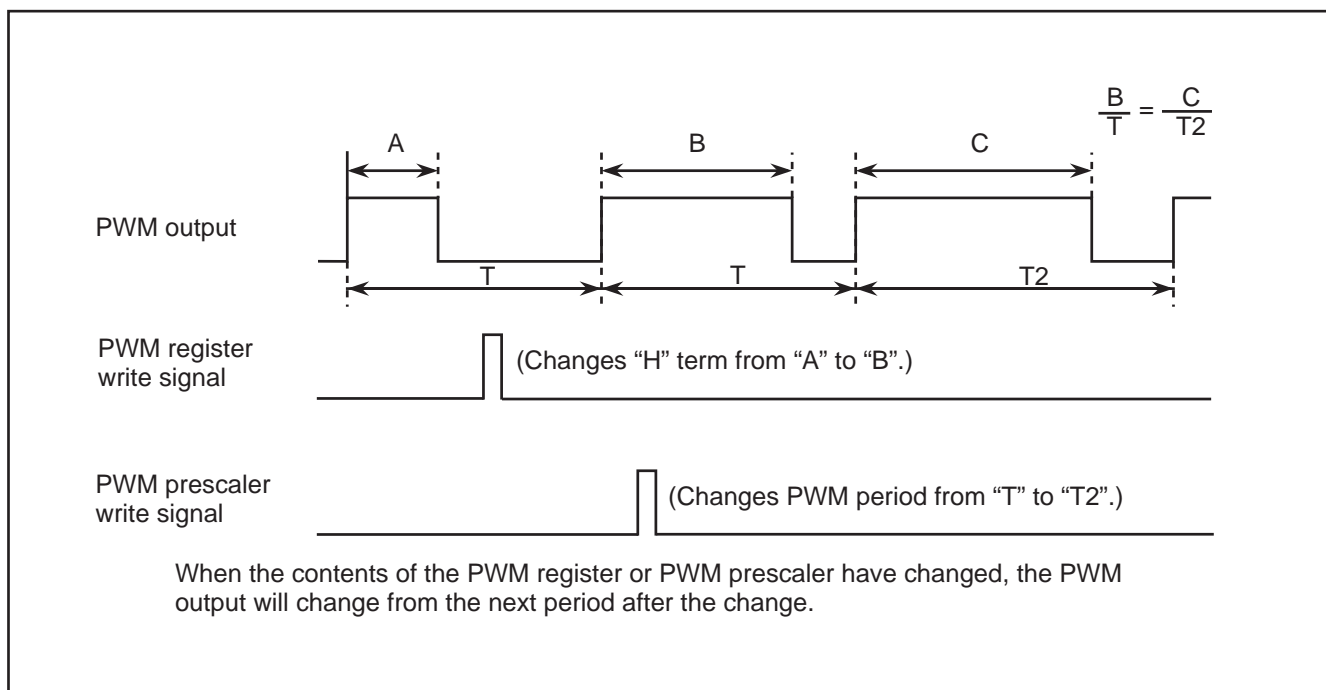 B
T
=
C
T2
A
B
C
PWM output
T
T
T2
PWM register
write signal
(Changes “H” term from “A” to “B”.)
PWM prescaler
write signal
(Changes PWM period from “T” to “T2”.)
When the contents of the PWM register or PWM prescaler have changed, the PWM
output will change from the next period after the change.